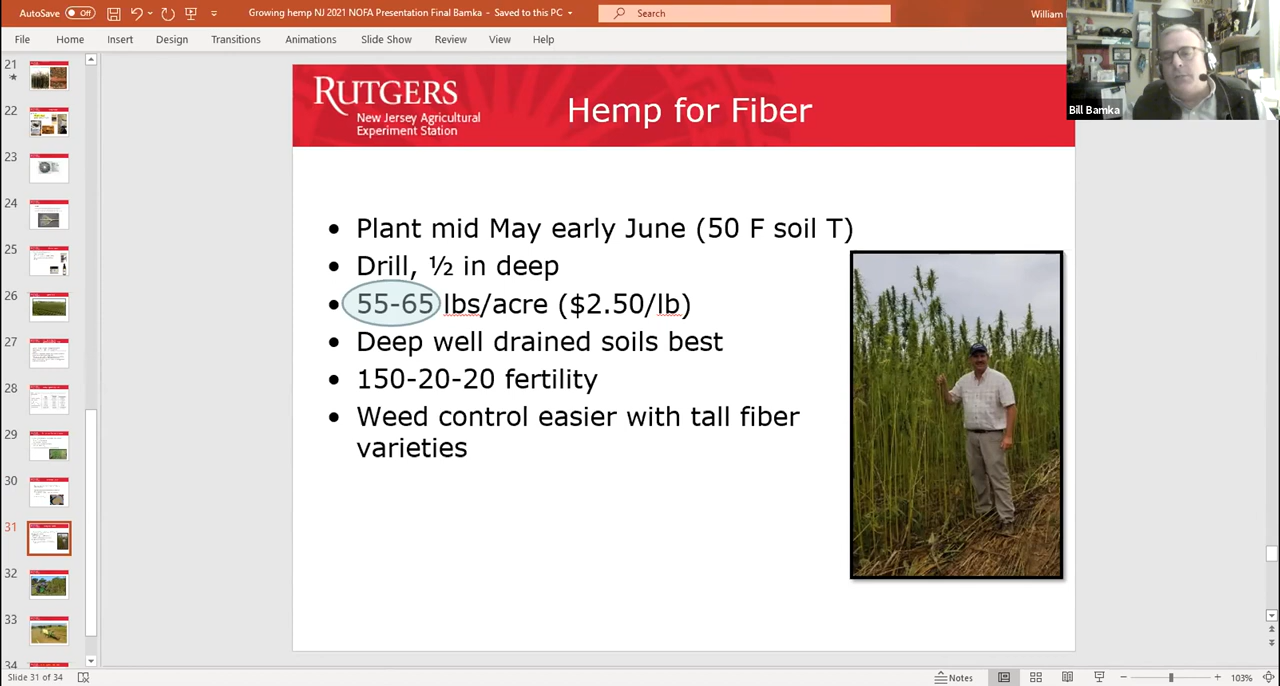 AutoSave Off
Growing hemp NJ 2021 NOFA Presentation Final Bamka - Saved to this PC
Search
William
File Home Insert Design Transitions Animations Slide Show Review View Help
Bill Bamka
21
22
23
24
25
26
27
28
29
30
31
32
33
34
RUTGERS
New Jersey Agricultural
Experiment Station
Hemp for Fiber
• Plant mid May early June (50 F soil T)
• Drill, ½ in deep
• 55-65 lbs/acre ($2.50/lb)
• Deep well drained soils best
• 150-20-20 fertility
• Weed control easier with tall fiber
varieties
Slide 31 of 34
Notes
103%